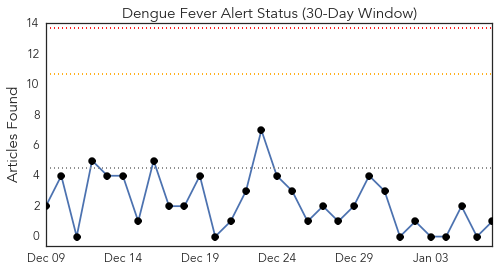 Dengue Fever Alert Status (30-Day Window)
Articles Found
14
12
10
8
6
4
2
0
Dec 09 Dec 14 Dec 19 Dec 24 Dec 29 Jan 03